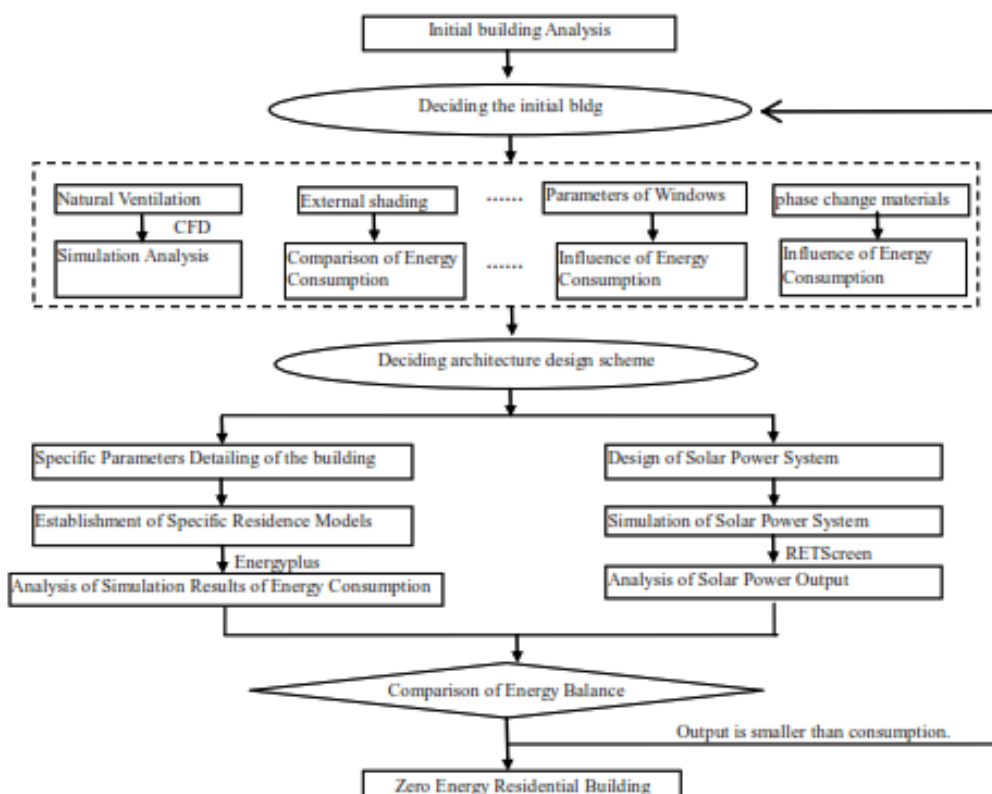 Initial building Analysis
Deciding the initial bldg
Natural Ventilation
External shading
......
Parameters of Windows
phase change materials
CFD
Simulation Analysis
Comparison of Energy
Consumption
......
Influence of Energy
Consumption
Influence of Energy
Consumption
Deciding architecture design scheme
Specific Parameters Detailing of the building
Design of Solar Power System
Establishment of Specific Residence Models
Simulation of Solar Power System
Energyplus
RETScreen
Analysis of Simulation Results of Energy Consumption
Analysis of Solar Power Output
Comparison of Energy Balance
Output is smaller than consumption.
Zero Energy Residential Building